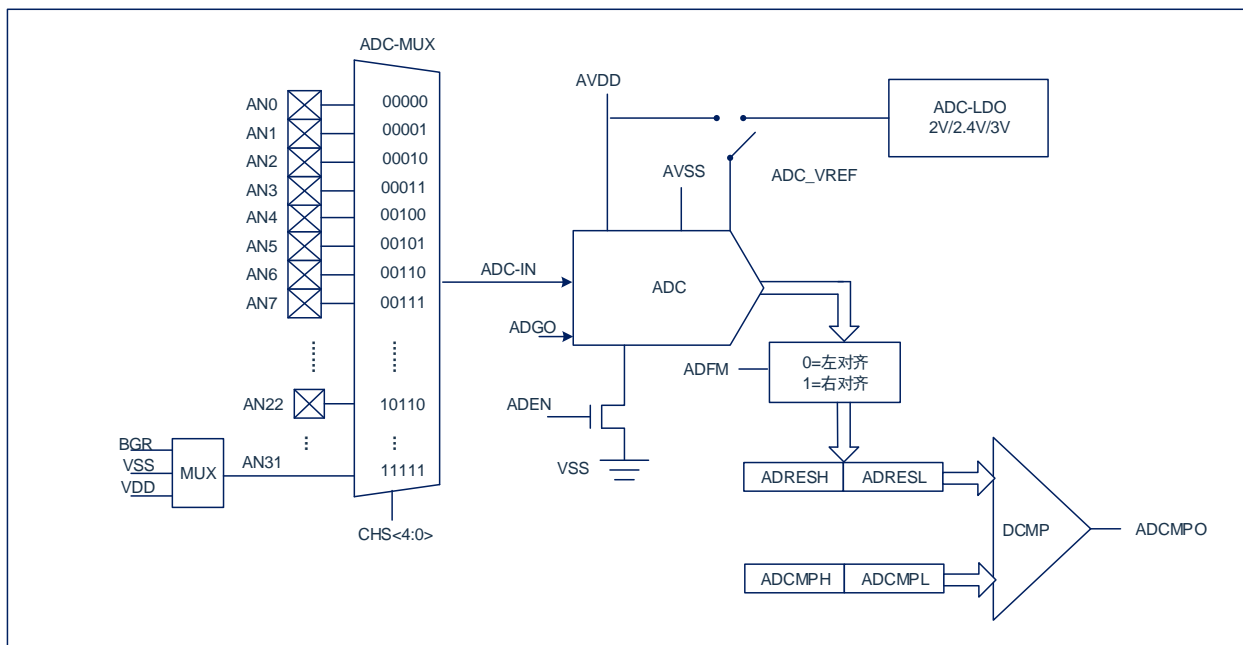 ADC-MUX
AN0
00000
AN1
00001
AN2
00010
AN3
00011
AN4
00100
AN5
00101
AN6
00110
AN7
00111
AN22
10110
BGR
VSS
VDD
MUX
AN31
11111
CHS<4:0>
AVDD
ADC-LDO
2V/2.4V/3V
AVSS
ADC_VREF
ADC-IN
ADC
ADGO
ADEN
VSS
ADFM
0=左对齐
1=右对齐
ADRESH
ADRESL
DCMP
ADCMPO
ADCMPH
ADCMPL